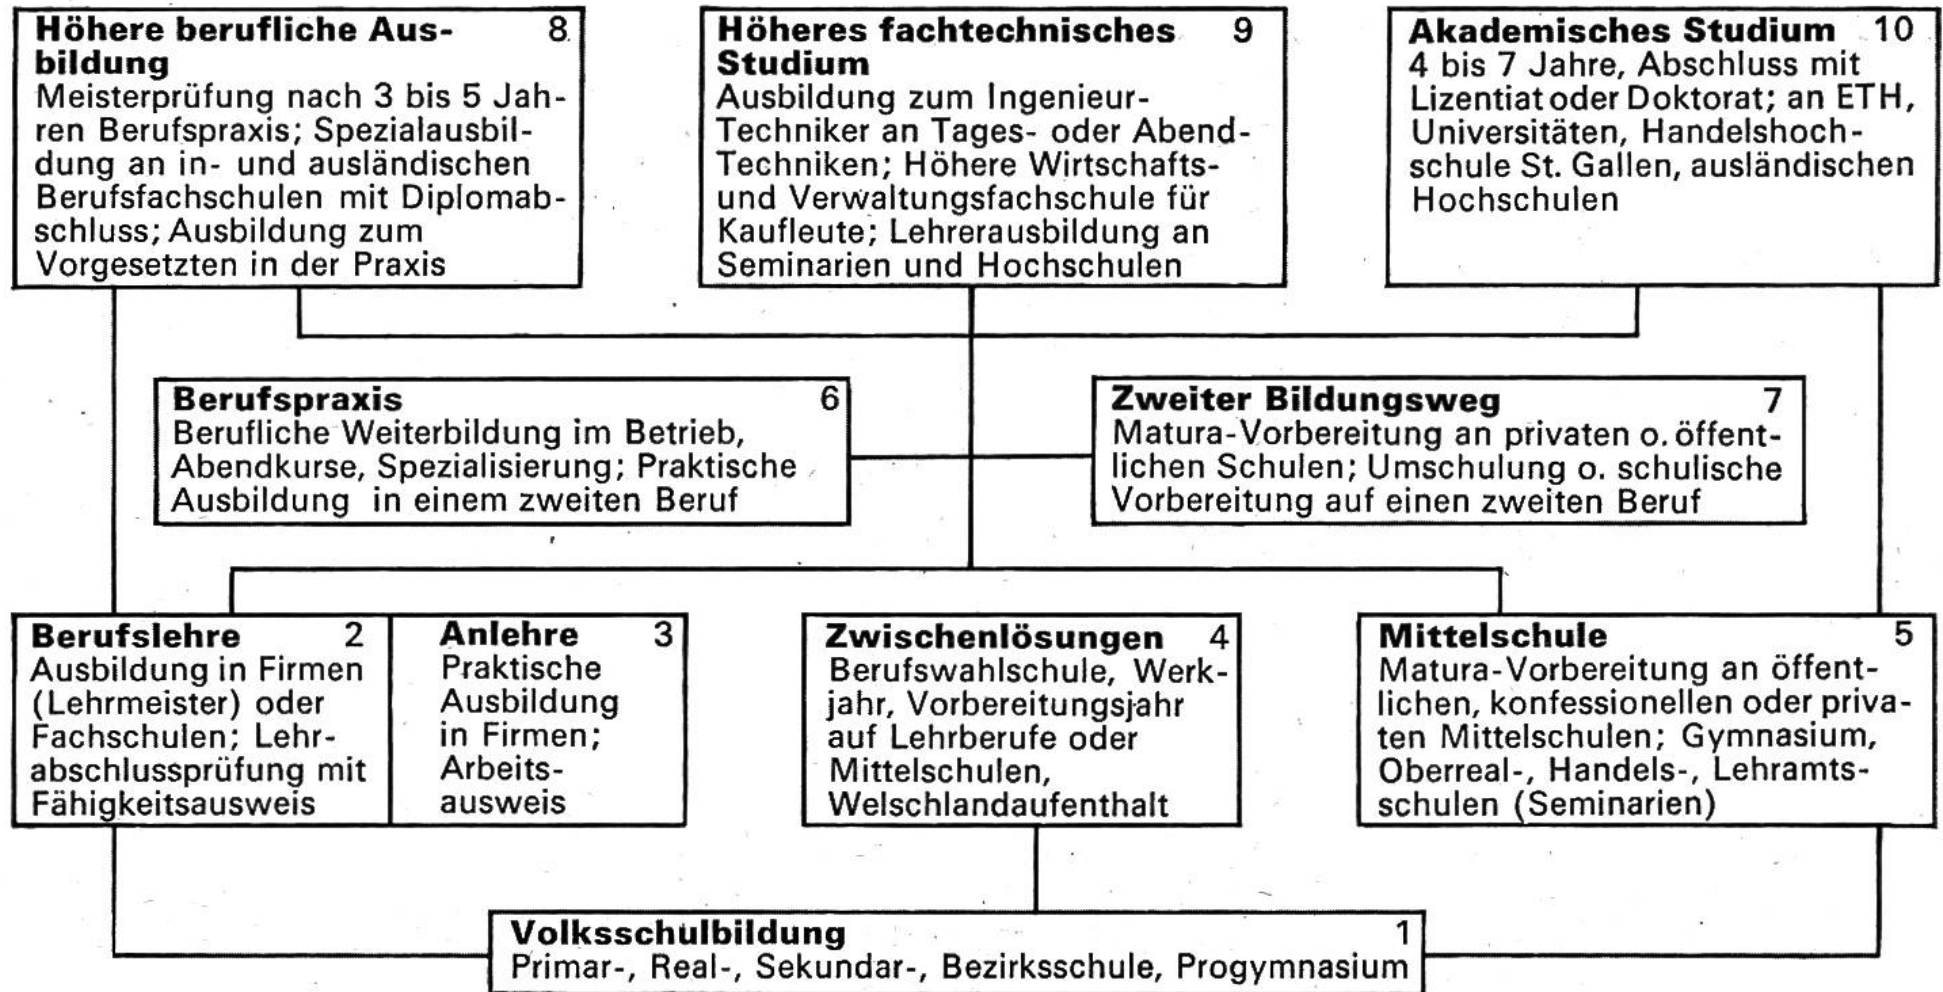 Höhere berufliche Aus- 8
bildung
Meisterprüfung nach 3 bis 5 Jah-
ren Berufspraxis; Spezialausbil-
dung an in- und ausländischen
Berufsfachschulen mit Diplomab-
schluss; Ausbildung zum
Vorgesetzten in der Praxis
Höheres fachtechnisches 9
Studium
Ausbildung zum Ingenieur-
Techniker an Tages- oder Abend-
Techniken; Höhere Wirtschafts-
und Verwaltungsfachschule für
Kaufleute; Lehrerausbildung an
Seminarien und Hochschulen
Akademisches Studium 10
4 bis 7 Jahre, Abschluss mit
Lizentiat oder Doktorat; an ETH,
Universitäten, Handelshoch-
schule St. Gallen, ausländischen
Hochschulen
Berufspraxis 6
Berufliche Weiterbildung im Betrieb,
Abendkurse, Spezialisierung; Praktische
Ausbildung in einem zweiten Beruf
Zweiter Bildungsweg 7
Matura-Vorbereitung an privaten o. öffent-
lichen Schulen; Umschulung o. schulische
Vorbereitung auf einen zweiten Beruf
Berufslehre 2
Ausbildung in Firmen
(Lehrmeister) oder
Fachschulen; Lehr-
abschlussprüfung mit
Fähigkeitsausweis
Anlehre 3
Praktische
Ausbildung
in Firmen;
Arbeits-
ausweis
Zwischenlösungen 4
Berufswahlschule, Werk-
jahr, Vorbereitungsjahr
auf Lehrberufe oder
Mittelschulen,
Welschlandaufenthalt
Mittelschule 5
Matura-Vorbereitung an öffent-
lichen, konfessionellen oder priva-
ten Mittelschulen; Gymnasium,
Oberreal-, Handels-, Lehramts-
schulen (Seminarien)
Volksschulbildung 1
Primar-, Real-, Sekundar-, Bezirksschule, Progymnasium